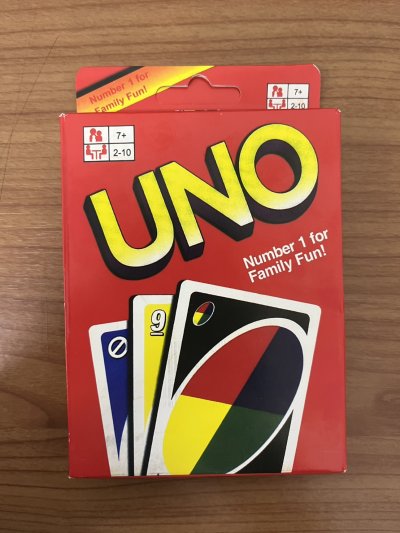 Number 1 for
Family Fun!
7+
7+
2-10
2-10
UNO
Number 1 for
Family Fun!
9